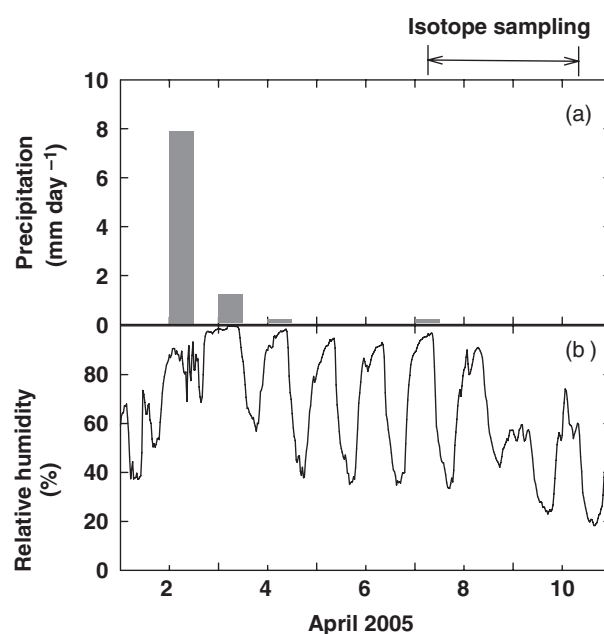 Isotope sampling
10
8
6
4
2
0
Precipitation
(mm day –1)
(a)
80
60
40
20
0
Relative humidity
(%)
(b )
2 4 6 8 10
April 2005